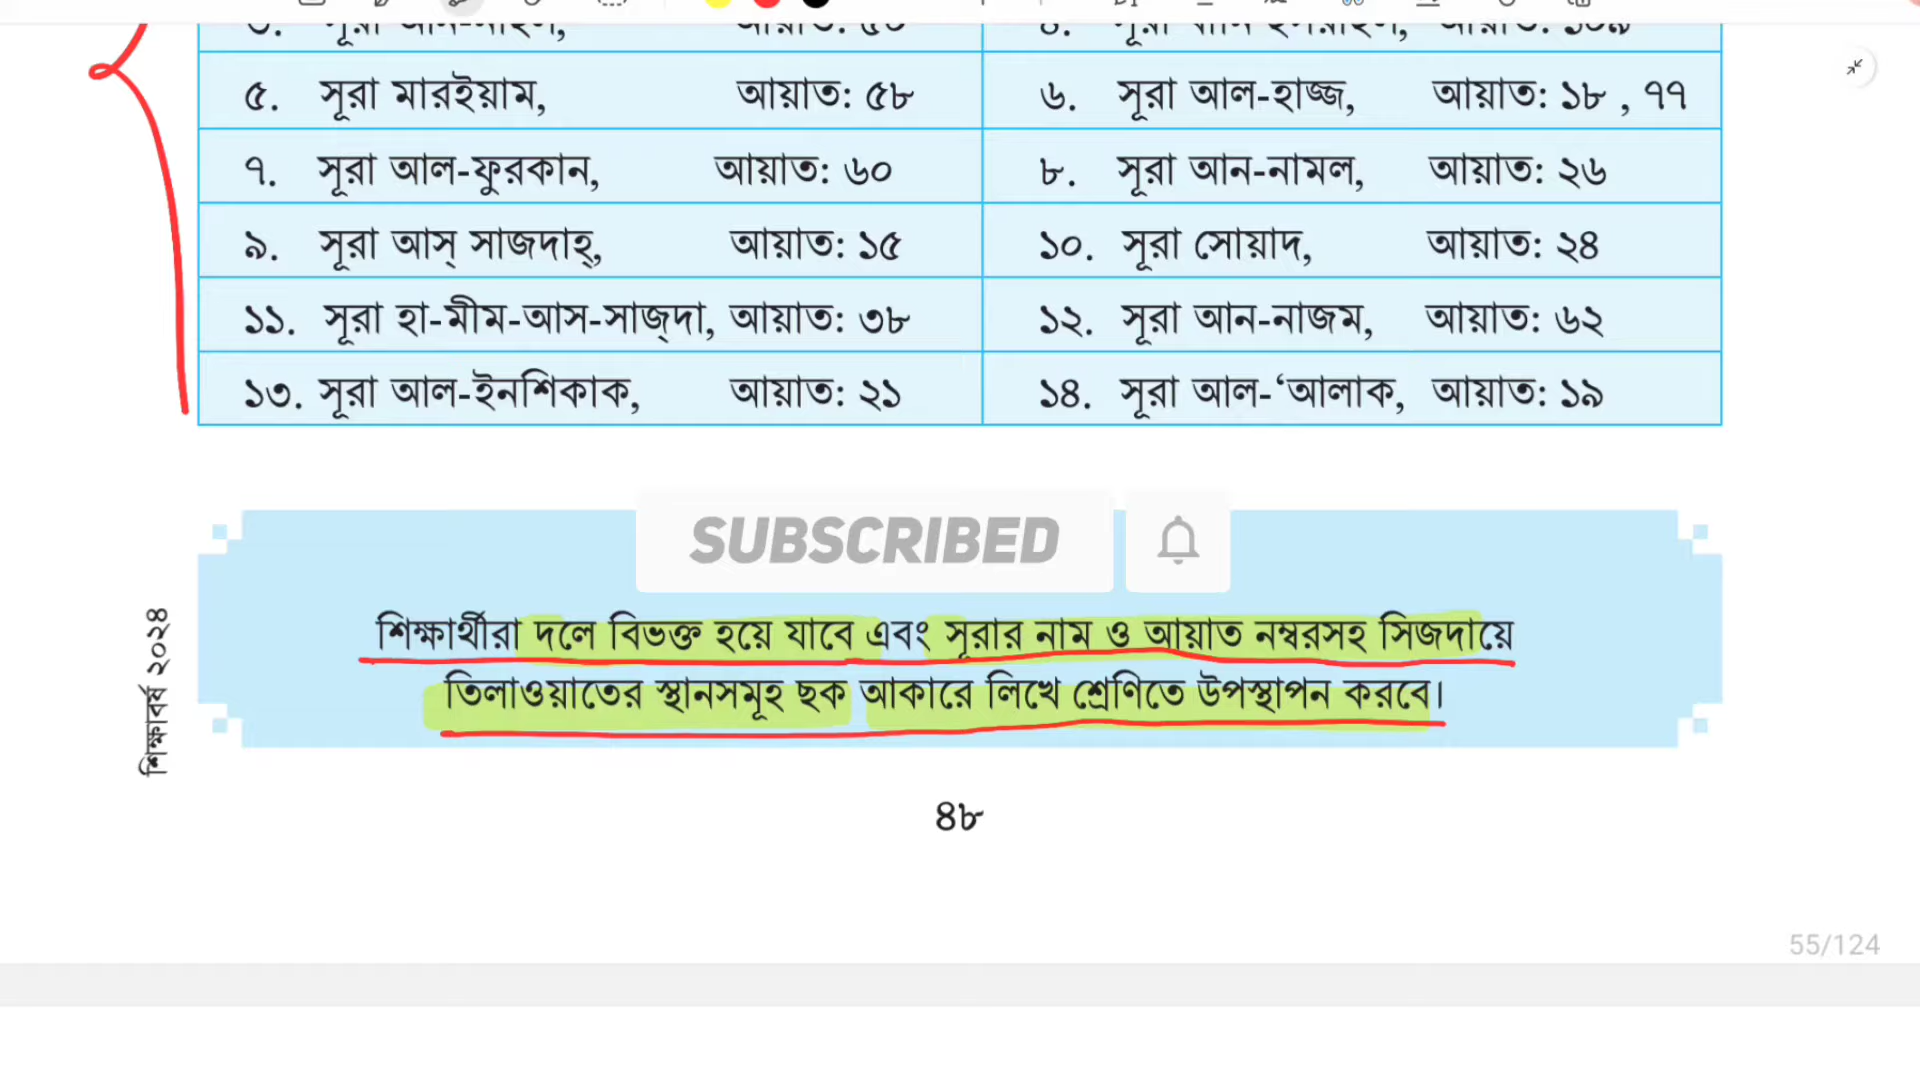 ৫. সূরা মারইয়াম, আয়াত: ৫৮ ৬. সূরা আল-হাজ্জ, আয়াত: ১৮ , ৭৭
৭. সূরা আল-ফুরকান, আয়াত: ৬০ ৮. সূরা আন-নামল, আয়াত: ২৬
৯. সূরা আস্ সাজদাহ্, আয়াত: ১৫ ১০. সূরা সোয়াদ, আয়াত: ২৪
১১. সূরা হা-মীম-আস-সাজ্‌দা, আয়াত: ৩৮ ১২. সূরা আন-নাজম, আয়াত: ৬২
১৩. সূরা আল-ইনশিকাক, আয়াত: ২১ ১৪. সূরা আল-‘আলাক, আয়াত: ১৯
SUBSCRIBED
শিক্ষার্থীরা দলে বিভক্ত হয়ে যাবে এবং সূরার নাম ও আয়াত নম্বরসহ সিজদায়ে
তিলাওয়াতের স্থানসমূহ ছক আকারে লিখে শ্রেণিতে উপস্থাপন করবে।
শিক্ষাবর্ষ ২০২৪
৪৮
55/124